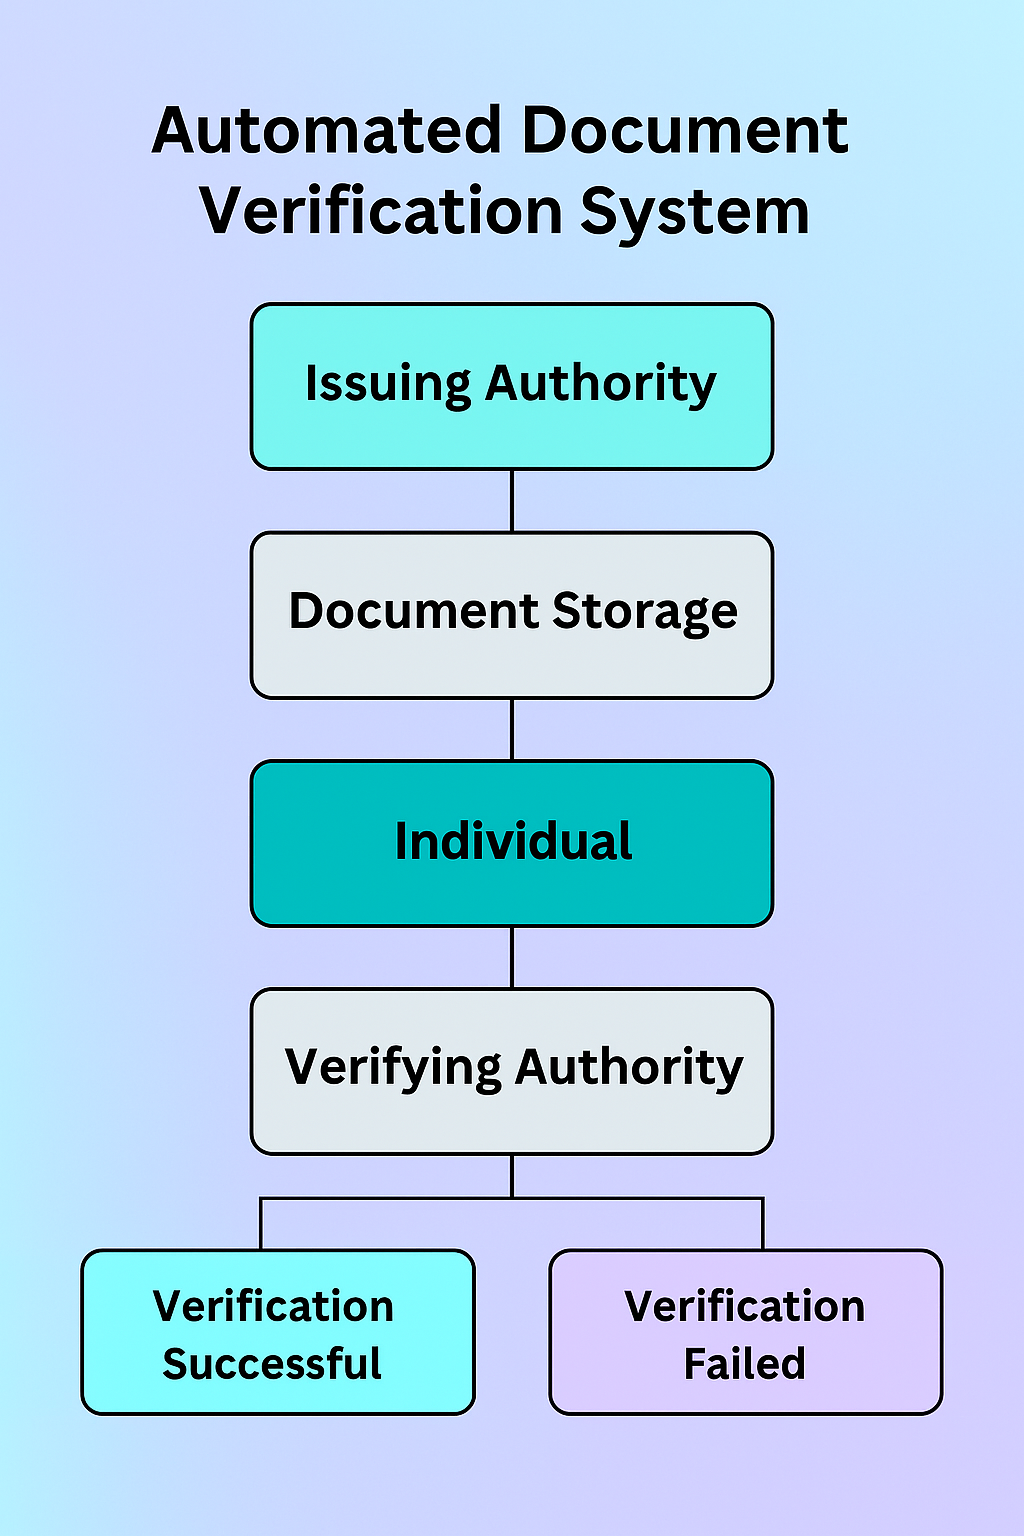 Automated Document
Verification System
Issuing Authority
Document Storage
Individual
Verifying Authority
Verification
Successful
Verification
Failed